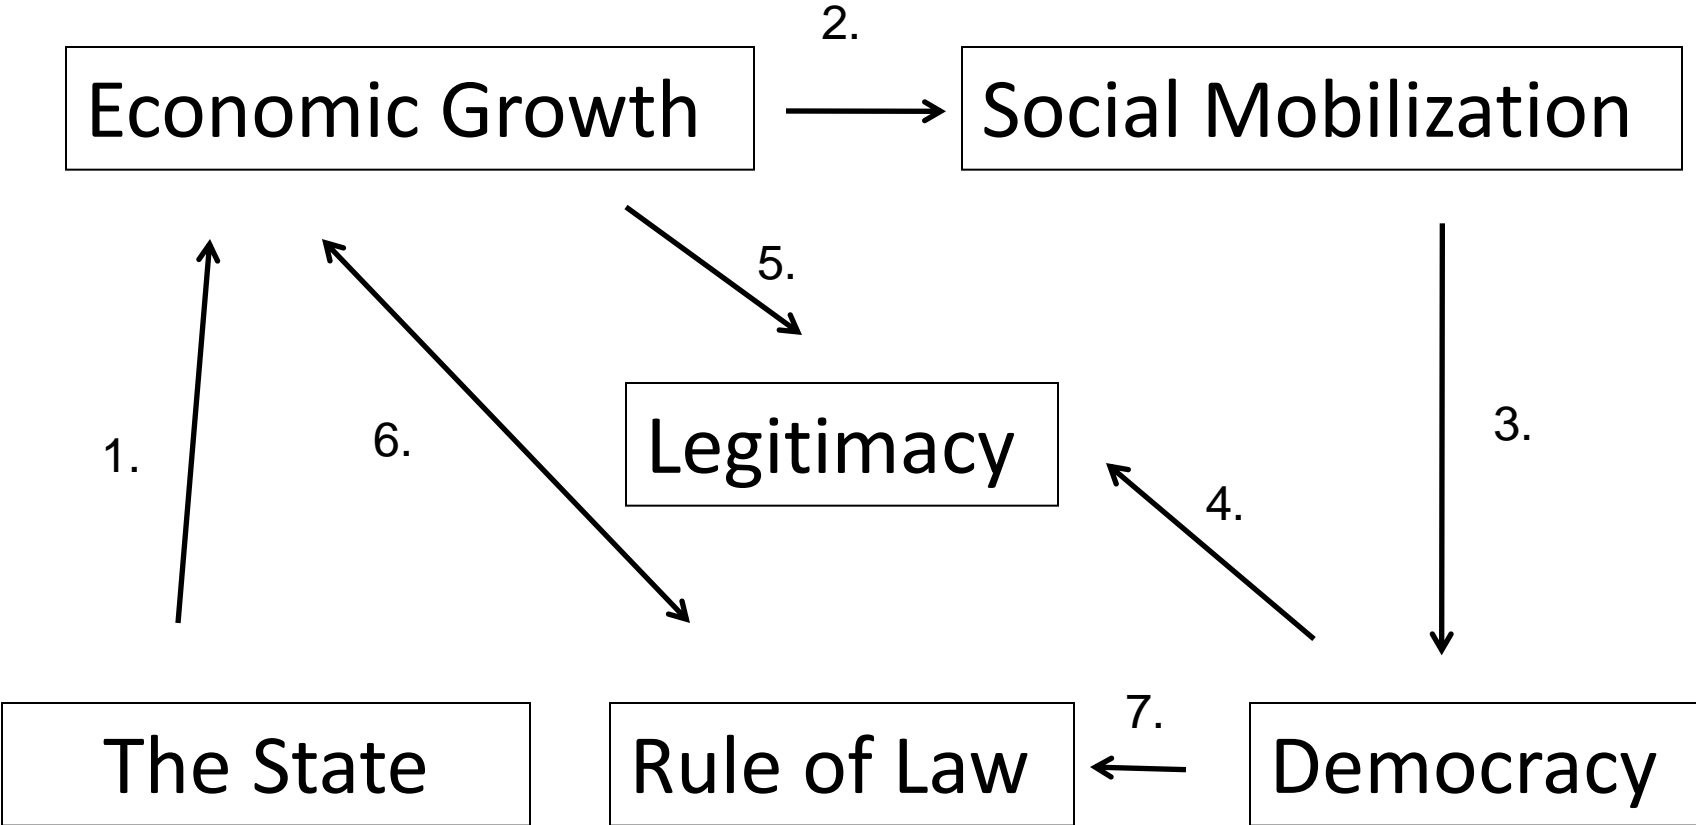 2.
Economic Growth
Social Mobilization
5.
1.
6.
Legitimacy
3.
4.
7.
The State
Rule of Law
Democracy